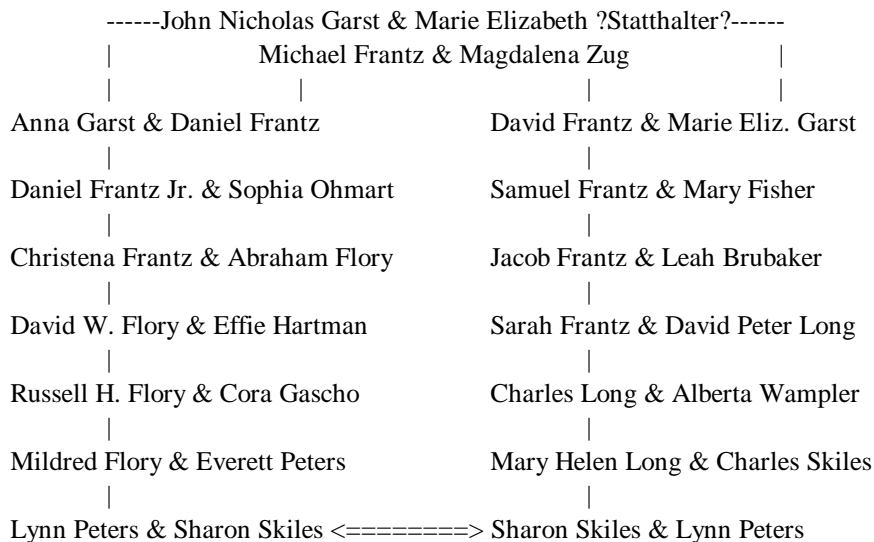 ------John Nicholas Garst & Marie Elizabeth ?Statthalter?------
| Michael Frantz & Magdalena Zug |
| | | |
Anna Garst & Daniel Frantz David Frantz & Marie Eliz. Garst
| |
Daniel Frantz Jr. & Sophia Ohmart Samuel Frantz & Mary Fisher
| |
Christena Frantz & Abraham Flory Jacob Frantz & Leah Brubaker
| |
David W. Flory & Effie Hartman Sarah Frantz & David Peter Long
| |
Russell H. Flory & Cora Gascho Charles Long & Alberta Wampler
| |
Mildred Flory & Everett Peters Mary Helen Long & Charles Skiles
| |
Lynn Peters & Sharon Skiles <========> Sharon Skiles & Lynn Peters